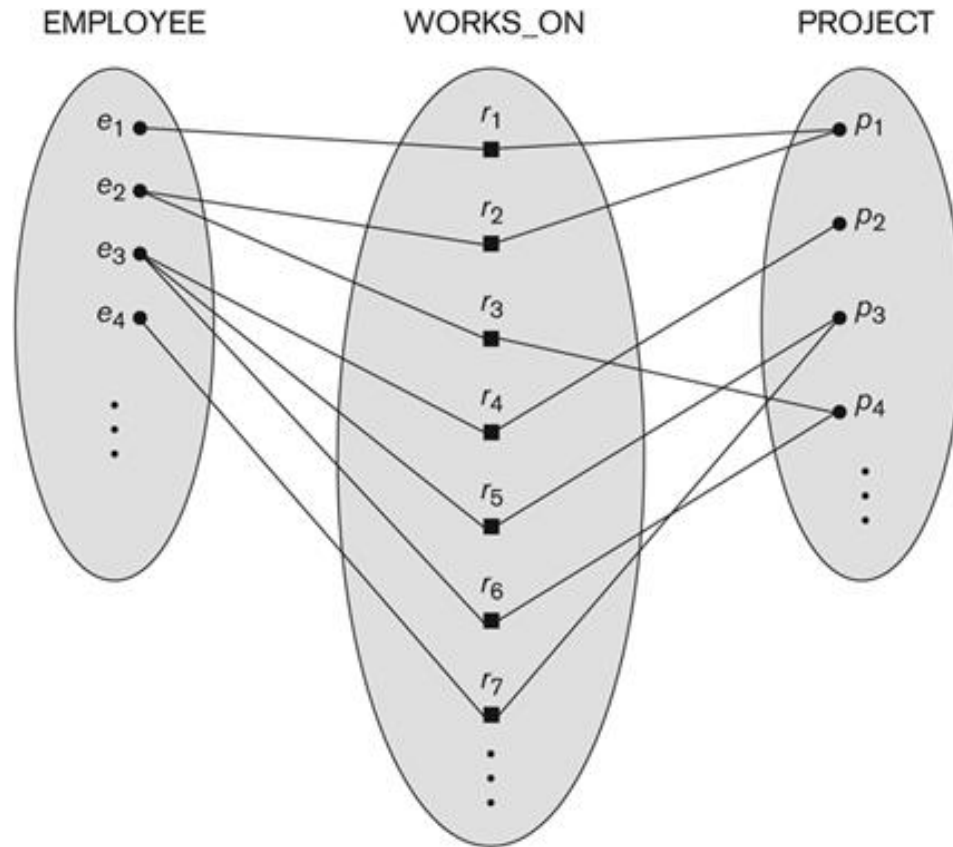 EMPLOYEE WORKS_ON PROJECT
e1 r1 p1
e2 r2 p2
e3 r3 p3
e4 r4 p4
r5
r6
r7